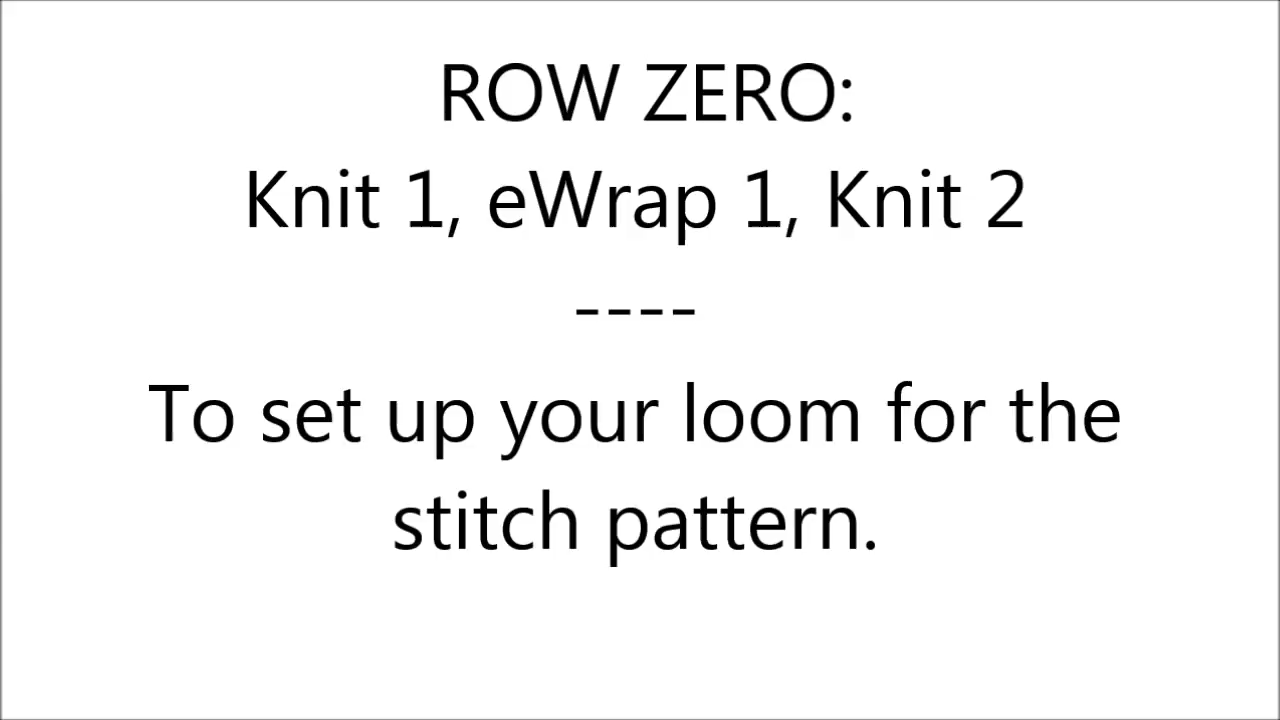 ROW ZERO:
Knit 1, eWrap 1, Knit 2
----
To set up your loom for the
stitch pattern.